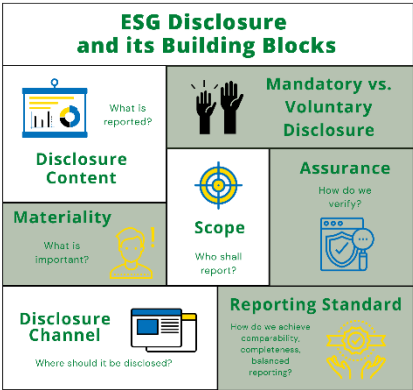 ESG Disclosure
and its Building Blocks
What is
reported?
Disclosure
Content
Mandatory vs.
Voluntary
Disclosure
Materiality
What is
important?
Scope
Who shall
report?
Assurance
How do we
verify?
Disclosure
Channel
Where should it be disclosed?
Reporting Standard
How do we achieve
comparability,
completeness,
balanced
reporting?